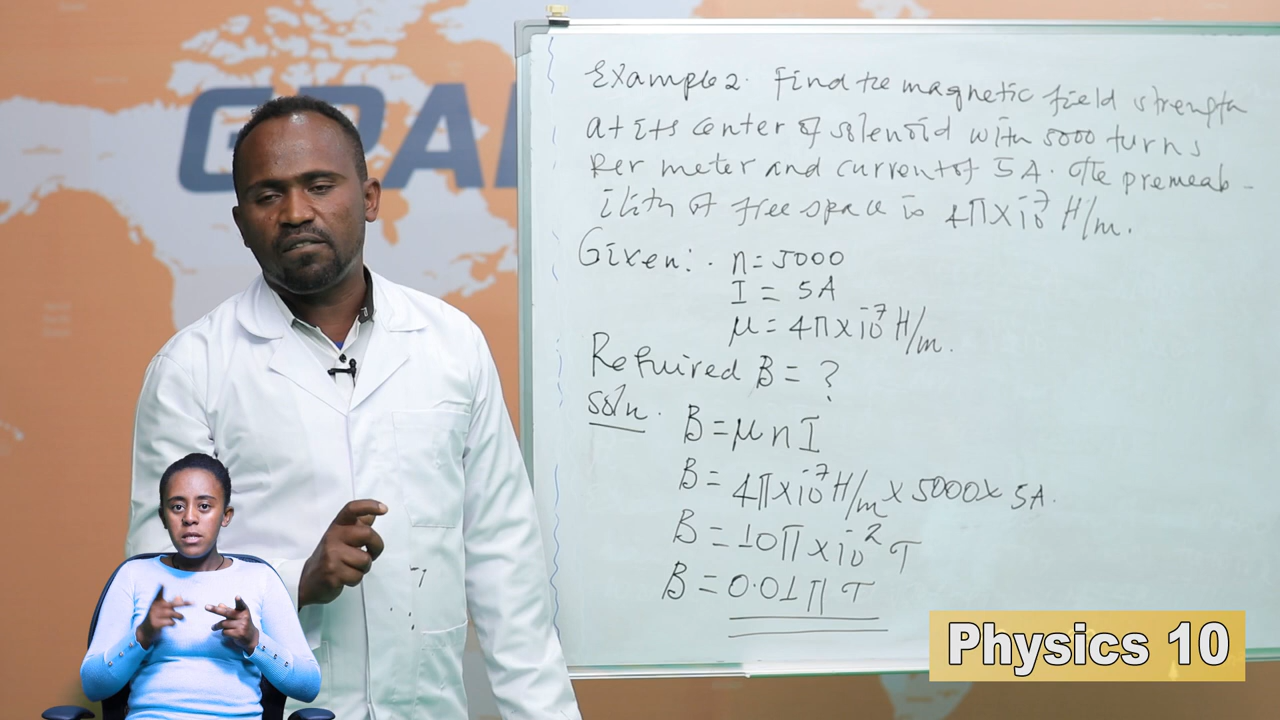 Example 2. Find the magnetic field strength
at its center of solenoid with 5000 turns
Per meter and current of 5A. The premeab-
ility of free space is 4π×10⁻⁷ H/m.
Given: . n = 5000
I = 5A
μ = 4π×10⁻⁷ H/m.
Required B = ?
soln.
B = μnI
B = 4π×10⁻⁷ H/m × 5000 × 5A.
B = 10π×10⁻² T
B = 0.01π T
Physics 10